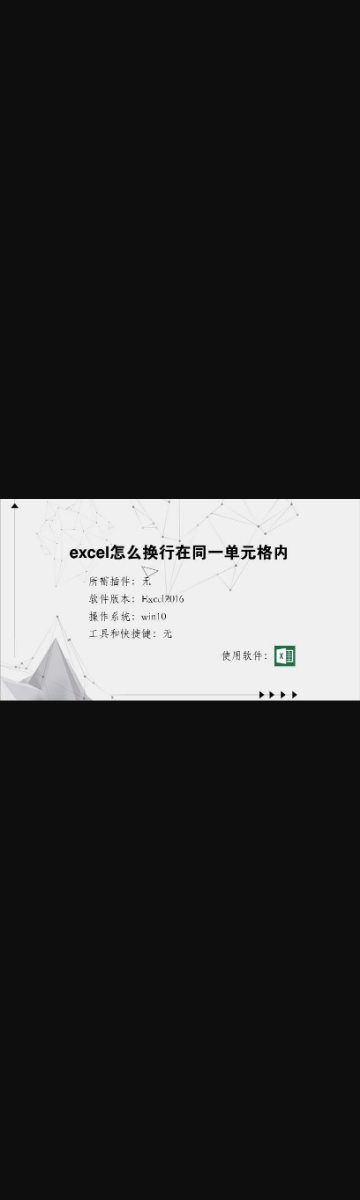 excel怎么换行在同一单元格内
所需插件：无
软件版本：Excel2016
操作系统：win10
工具和快捷键：无
使用软件：